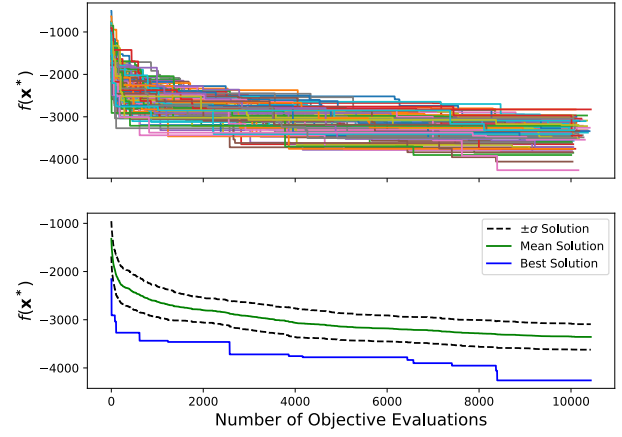 −1000
−2000
−3000
−4000
f(x*)
−1000
−2000
−3000
−4000
f(x*)
±σ Solution
Mean Solution
Best Solution
0 2000 4000 6000 8000 10000
Number of Objective Evaluations